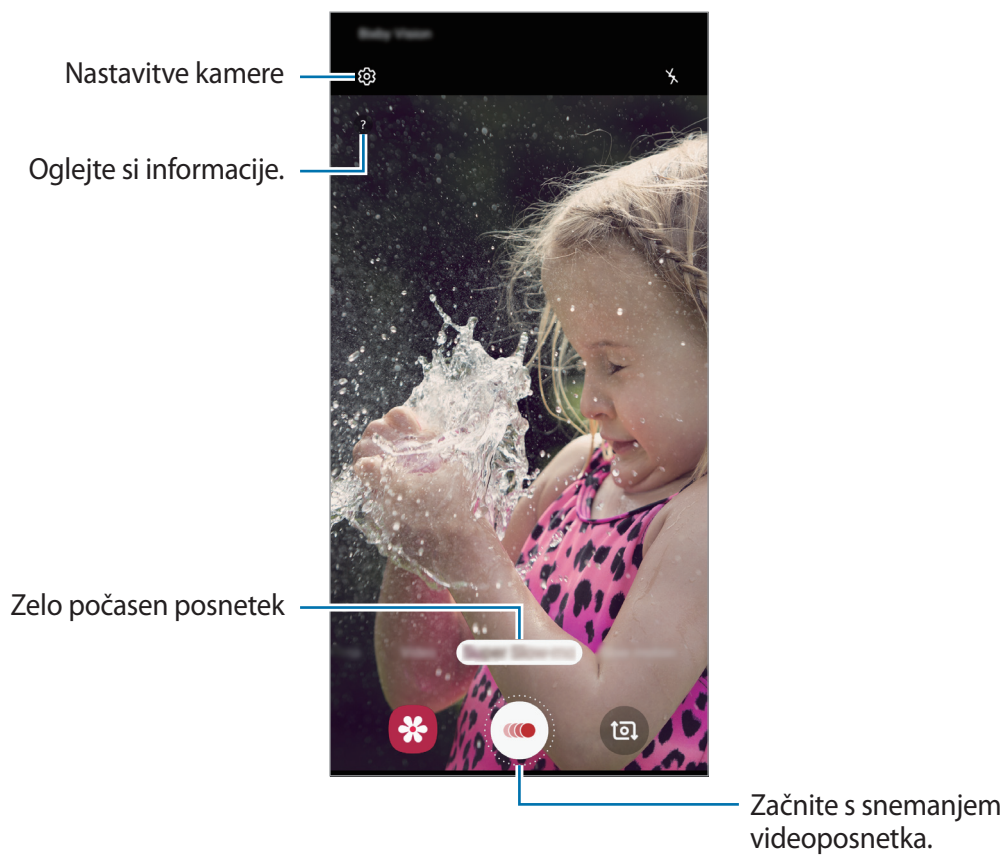 Nastavitve kamere
?
Oglejte si informacije.
Zelo počasen posnetek
Začnite s snemanjem
videoposnetka.